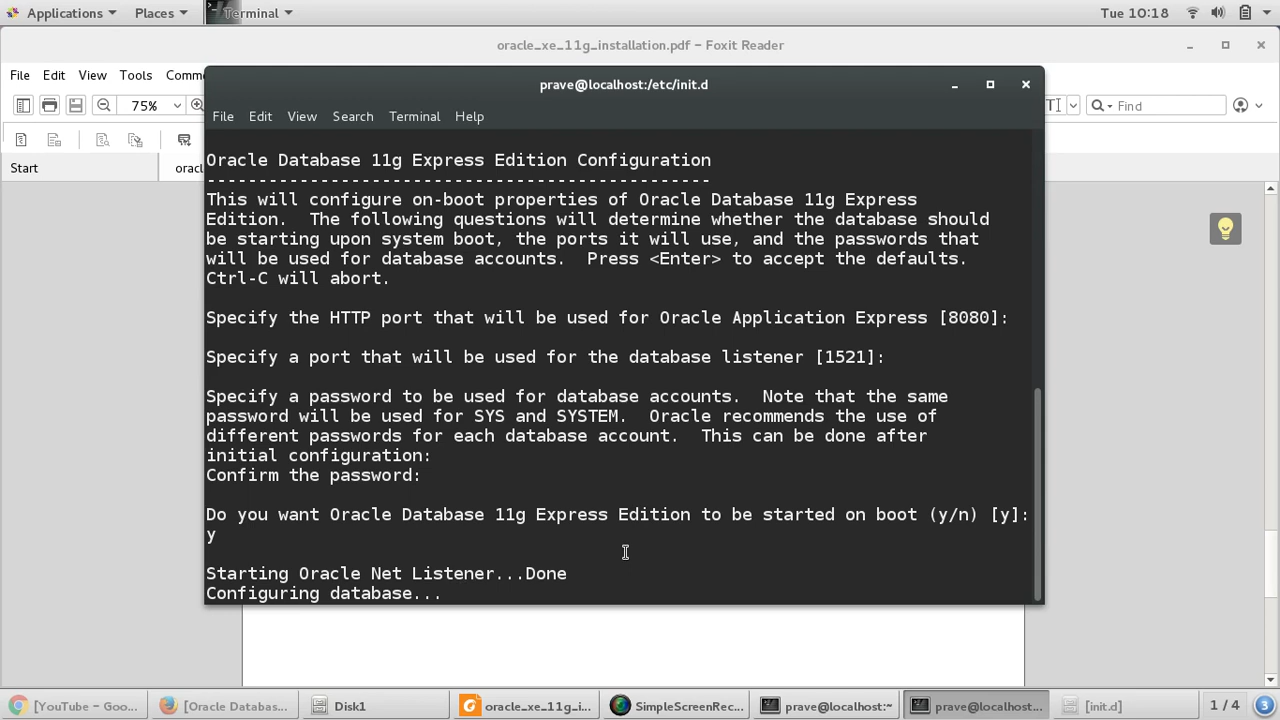 Applications Places Terminal Tue 10:18
oracle_xe_11g_installation.pdf – Foxit Reader
File Edit View Tools Comme
75% Find
Start oracl
prave@localhost:/etc/init.d
File Edit View Search Terminal Help
Oracle Database 11g Express Edition Configuration
-------------------------------------------------
This will configure on-boot properties of Oracle Database 11g Express
Edition.  The following questions will determine whether the database should
be starting upon system boot, the ports it will use, and the passwords that
will be used for database accounts.  Press <Enter> to accept the defaults.
Ctrl-C will abort.
Specify the HTTP port that will be used for Oracle Application Express [8080]:
Specify a port that will be used for the database listener [1521]:
Specify a password to be used for database accounts.  Note that the same
password will be used for SYS and SYSTEM.  Oracle recommends the use of
different passwords for each database account.  This can be done after
initial configuration:
Confirm the password:
Do you want Oracle Database 11g Express Edition to be started on boot (y/n) [y]:
y
Starting Oracle Net Listener...Done
Configuring database...
[YouTube – Goo... [Oracle Databas... Disk1 oracle_xe_11g_i... SimpleScreenRec... prave@localhost:~ prave@localhost... [init.d] 1 / 4 3